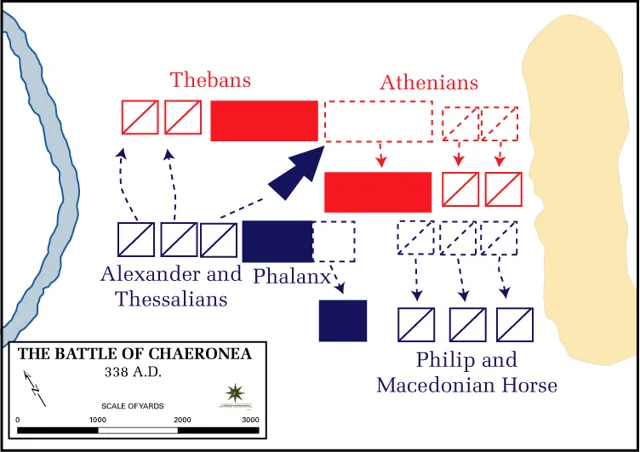 Thebans
Athenians
Alexander and
Thessalians
Phalanx
Philip and
Macedonian Horse
THE BATTLE OF CHAERONEA
338 A.D.
N
SCALE OF YARDS
0 1000 2000 3000